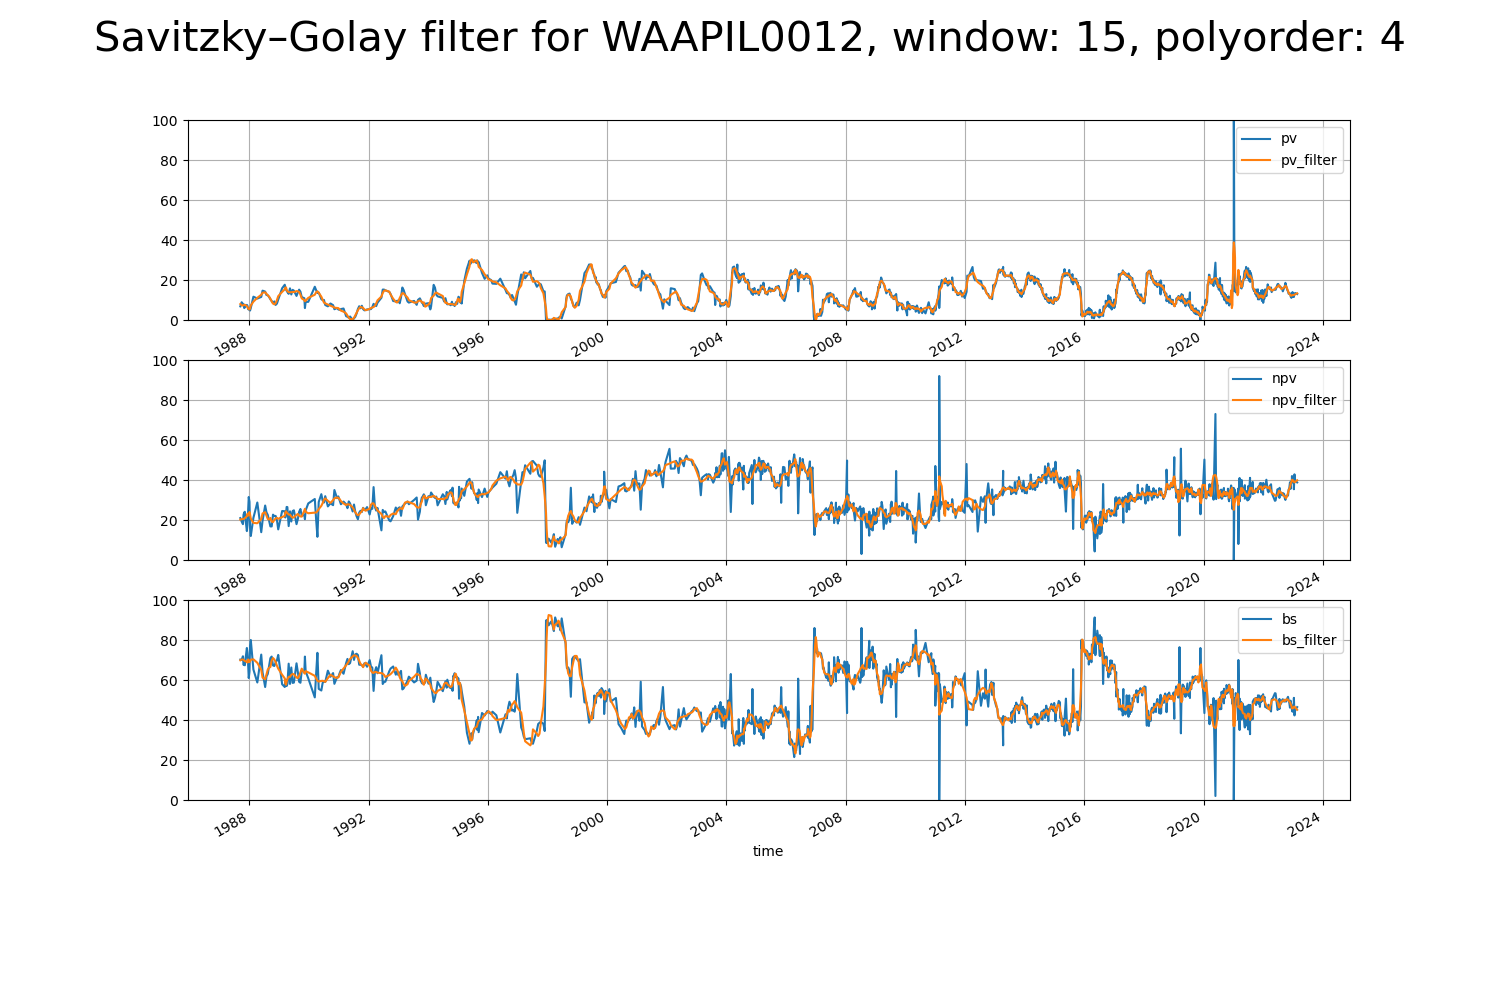 Savitzky–Golay filter for WAAPIL0012, window: 15, polyorder: 4
100
80
60
40
20
0
pv
pv_filter
1988 1992 1996 2000 2004 2008 2012 2016 2020 2024
100
80
60
40
20
0
npv
npv_filter
1988 1992 1996 2000 2004 2008 2012 2016 2020 2024
100
80
60
40
20
0
bs
bs_filter
1988 1992 1996 2000 2004 2008 2012 2016 2020 2024
time